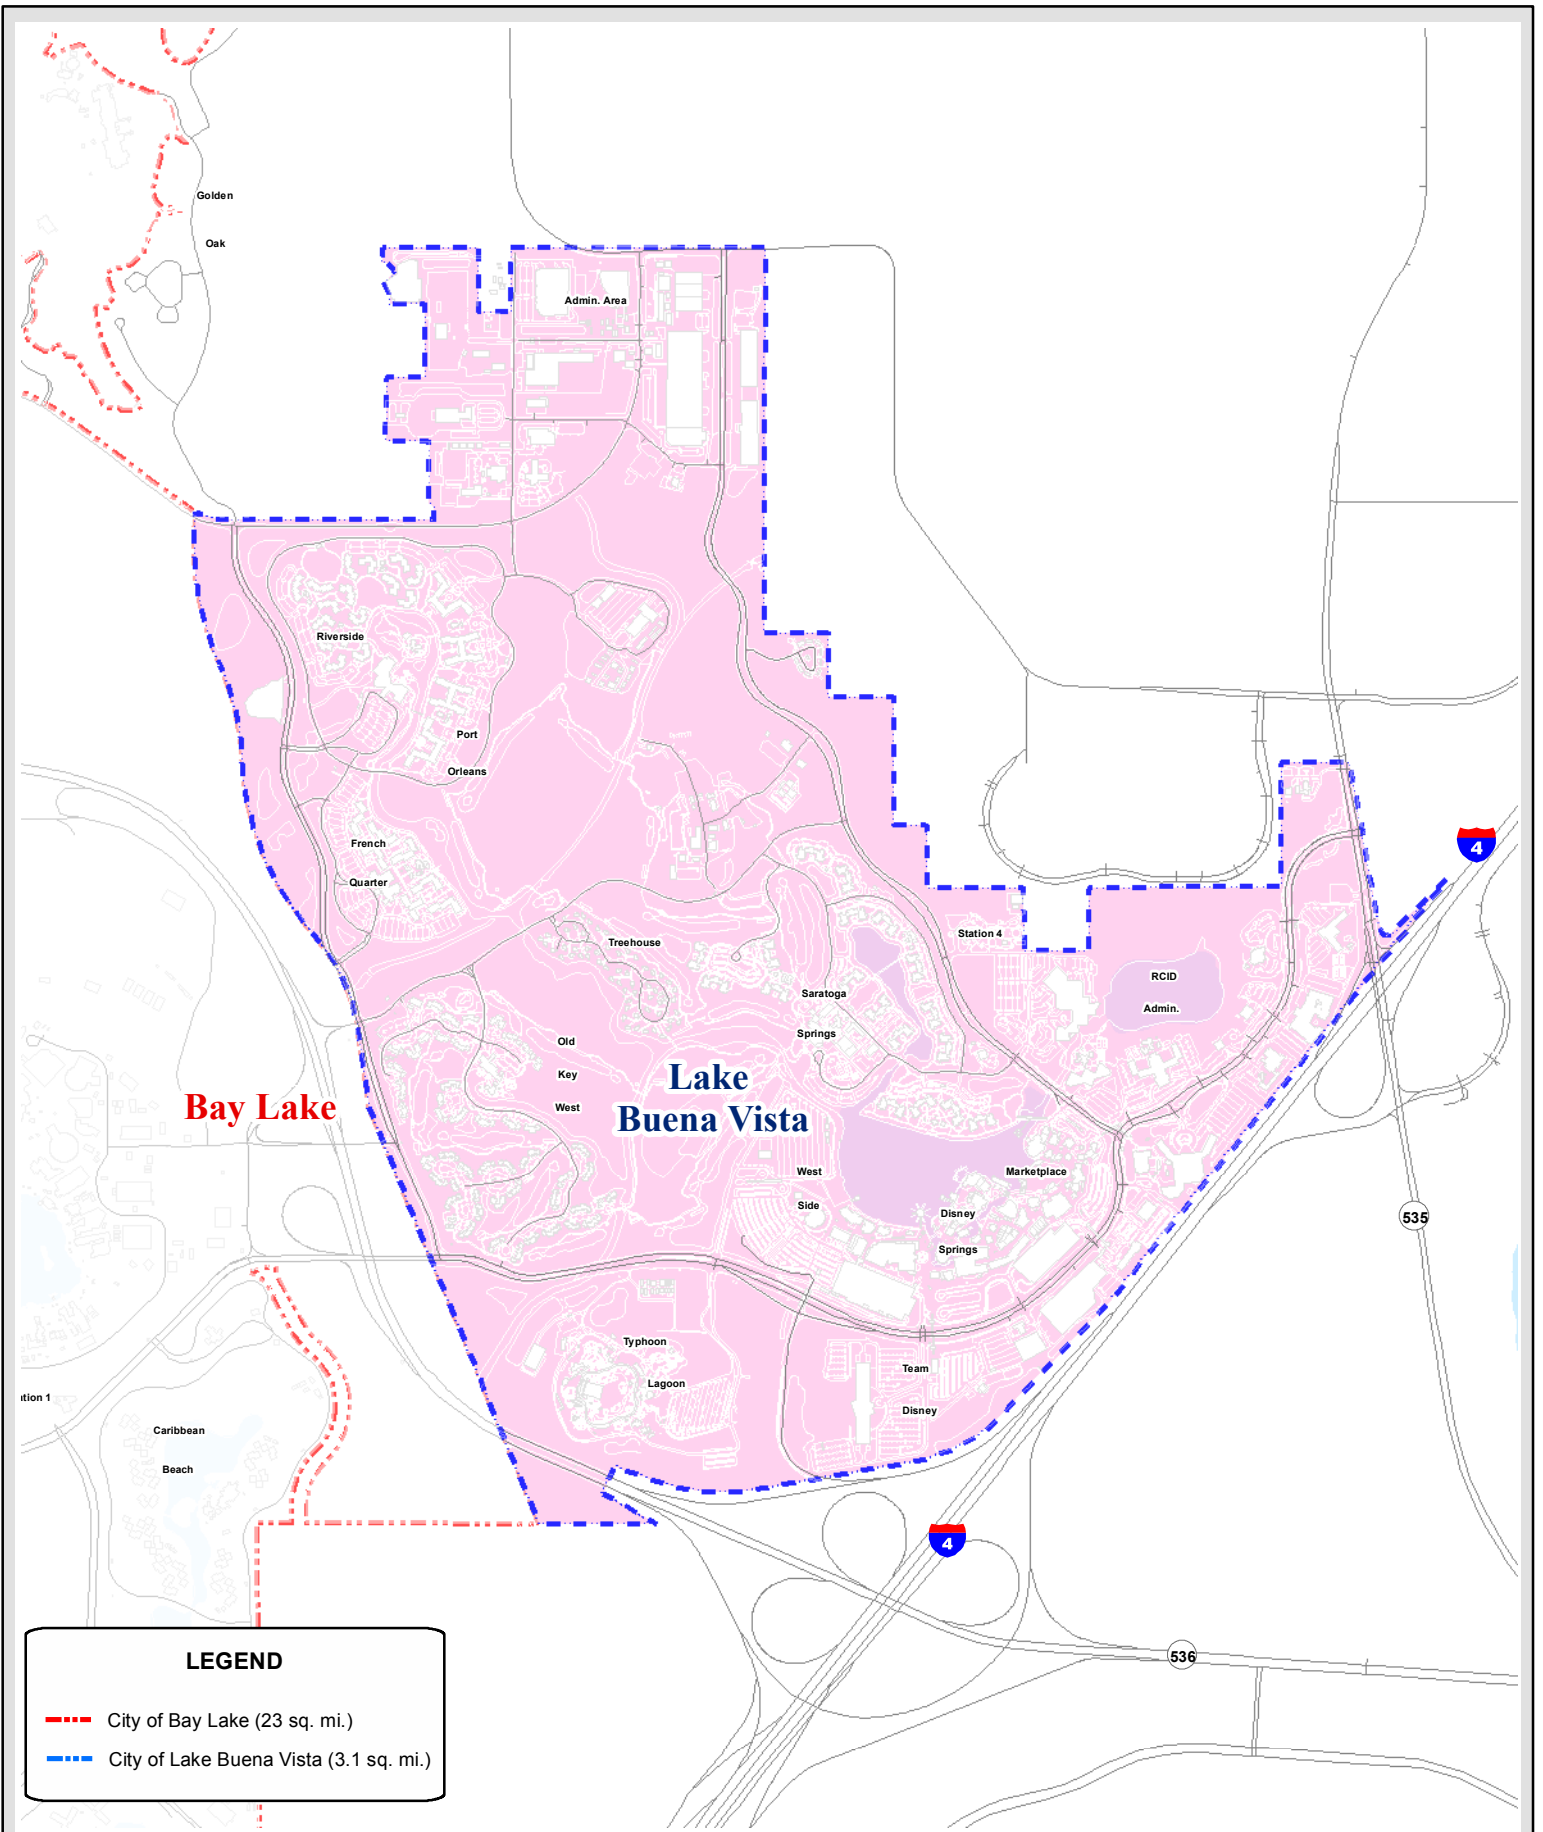 Golden
Oak
Admin. Area
Riverside
Port
Orleans
French
Quarter
4
Station 4
Treehouse
RCID
Admin.
Saratoga
Springs
Old
Key
West
Lake
Buena Vista
Bay Lake
West
Side
Marketplace
Disney
Springs
535
Typhoon
Lagoon
Team
Disney
ation 1
Caribbean
Beach
4
536
LEGEND
City of Bay Lake (23 sq. mi.)
City of Lake Buena Vista (3.1 sq. mi.)